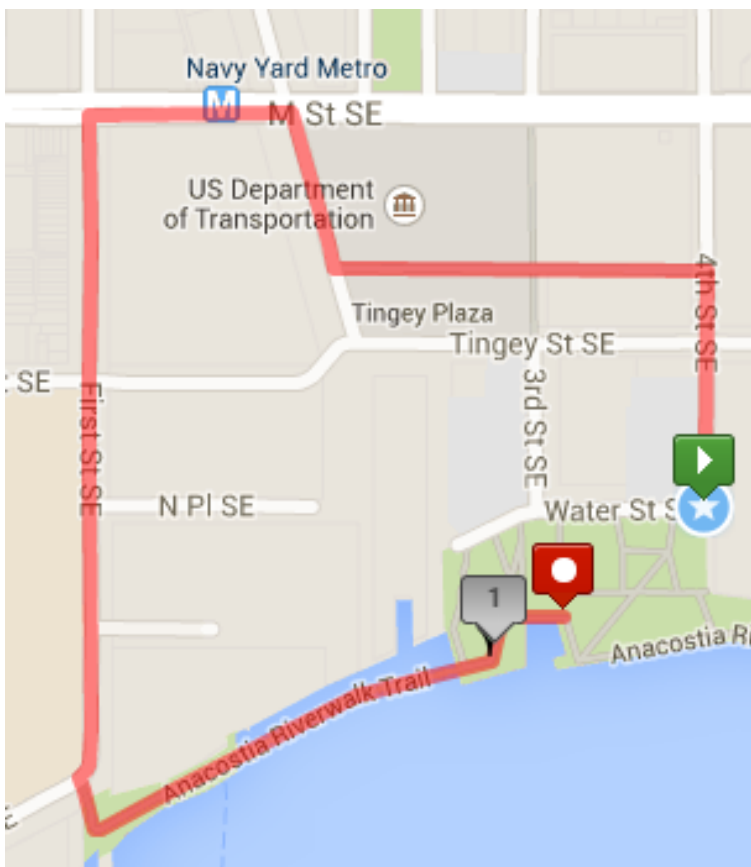 Navy Yard Metro
M
M St SE
US Department
of Transportation
4th St SE
Tingey Plaza
Tingey St SE
SE
First St SE
3rd St SE
N Pl SE
Water St S
1
Anacostia Riverwalk Trail
Anacostia Ri